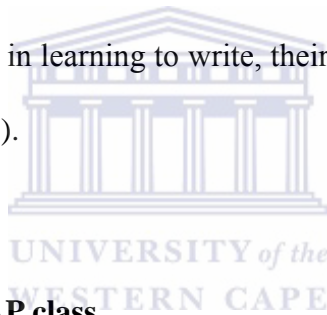 in learning to write, their
).
UNIVERSITY of the
WESTERN CAPE
P class